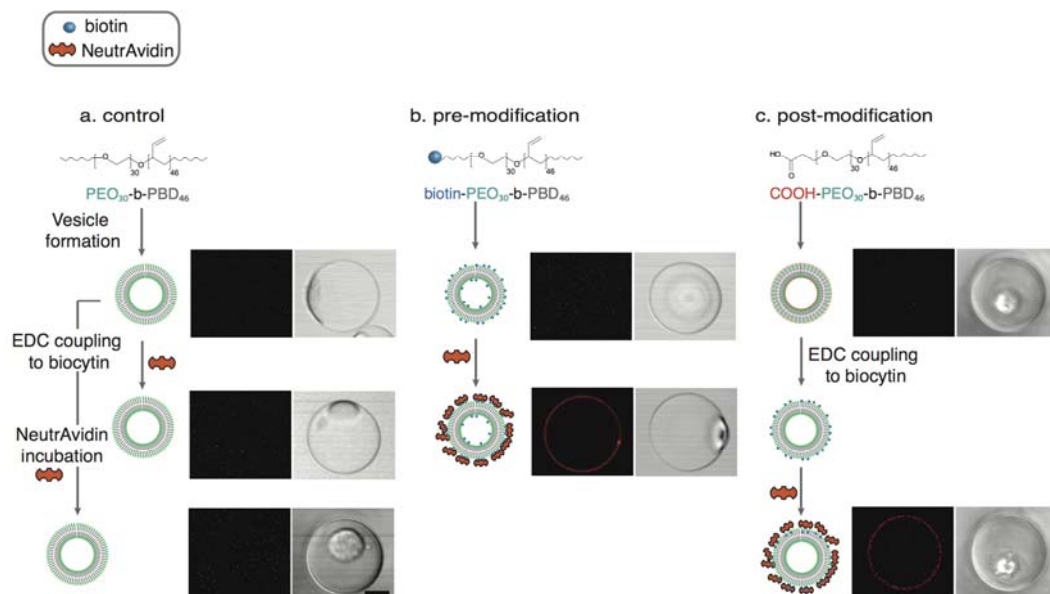 biotin
NeutrAvidin
a. control
b. pre-modification
c. post-modification
O
30
O
46
O
30
O
46
HO
O
O
30
O
46
PEO30-b-PBD46
biotin-PEO30-b-PBD46
COOH-PEO30-b-PBD46
Vesicle
formation
EDC coupling
to biocytin
NeutrAvidin
incubation
EDC coupling
to biocytin